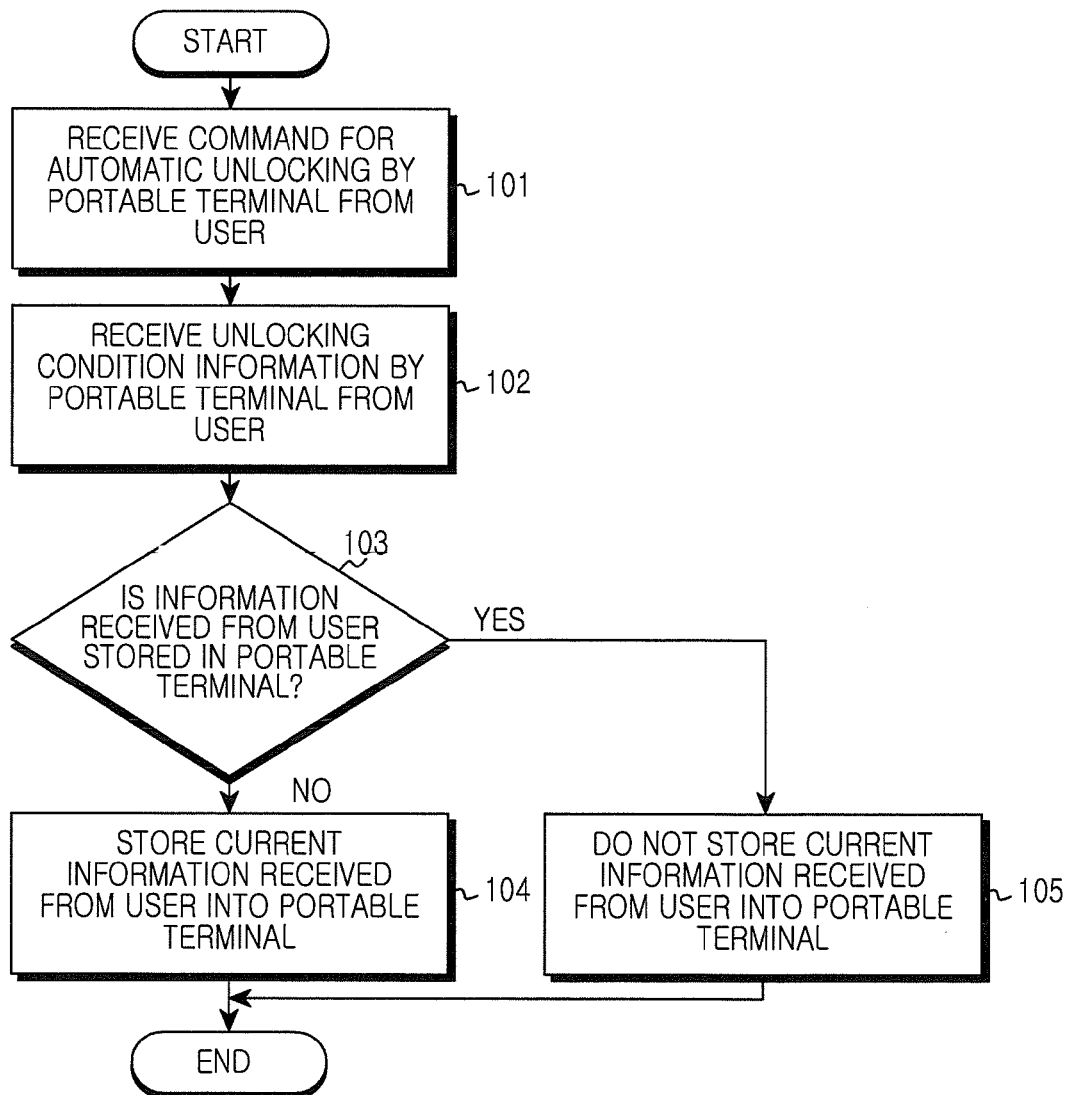 START
RECEIVE COMMAND FOR
AUTOMATIC UNLOCKING BY
PORTABLE TERMINAL FROM
USER
101
RECEIVE UNLOCKING
CONDITION INFORMATION BY
PORTABLE TERMINAL FROM
USER
102
103
IS INFORMATION
RECEIVED FROM USER
STORED IN PORTABLE
TERMINAL?
YES
NO
STORE CURRENT
INFORMATION RECEIVED
FROM USER INTO PORTABLE
TERMINAL
104
DO NOT STORE CURRENT
INFORMATION RECEIVED
FROM USER INTO PORTABLE
TERMINAL
105
END